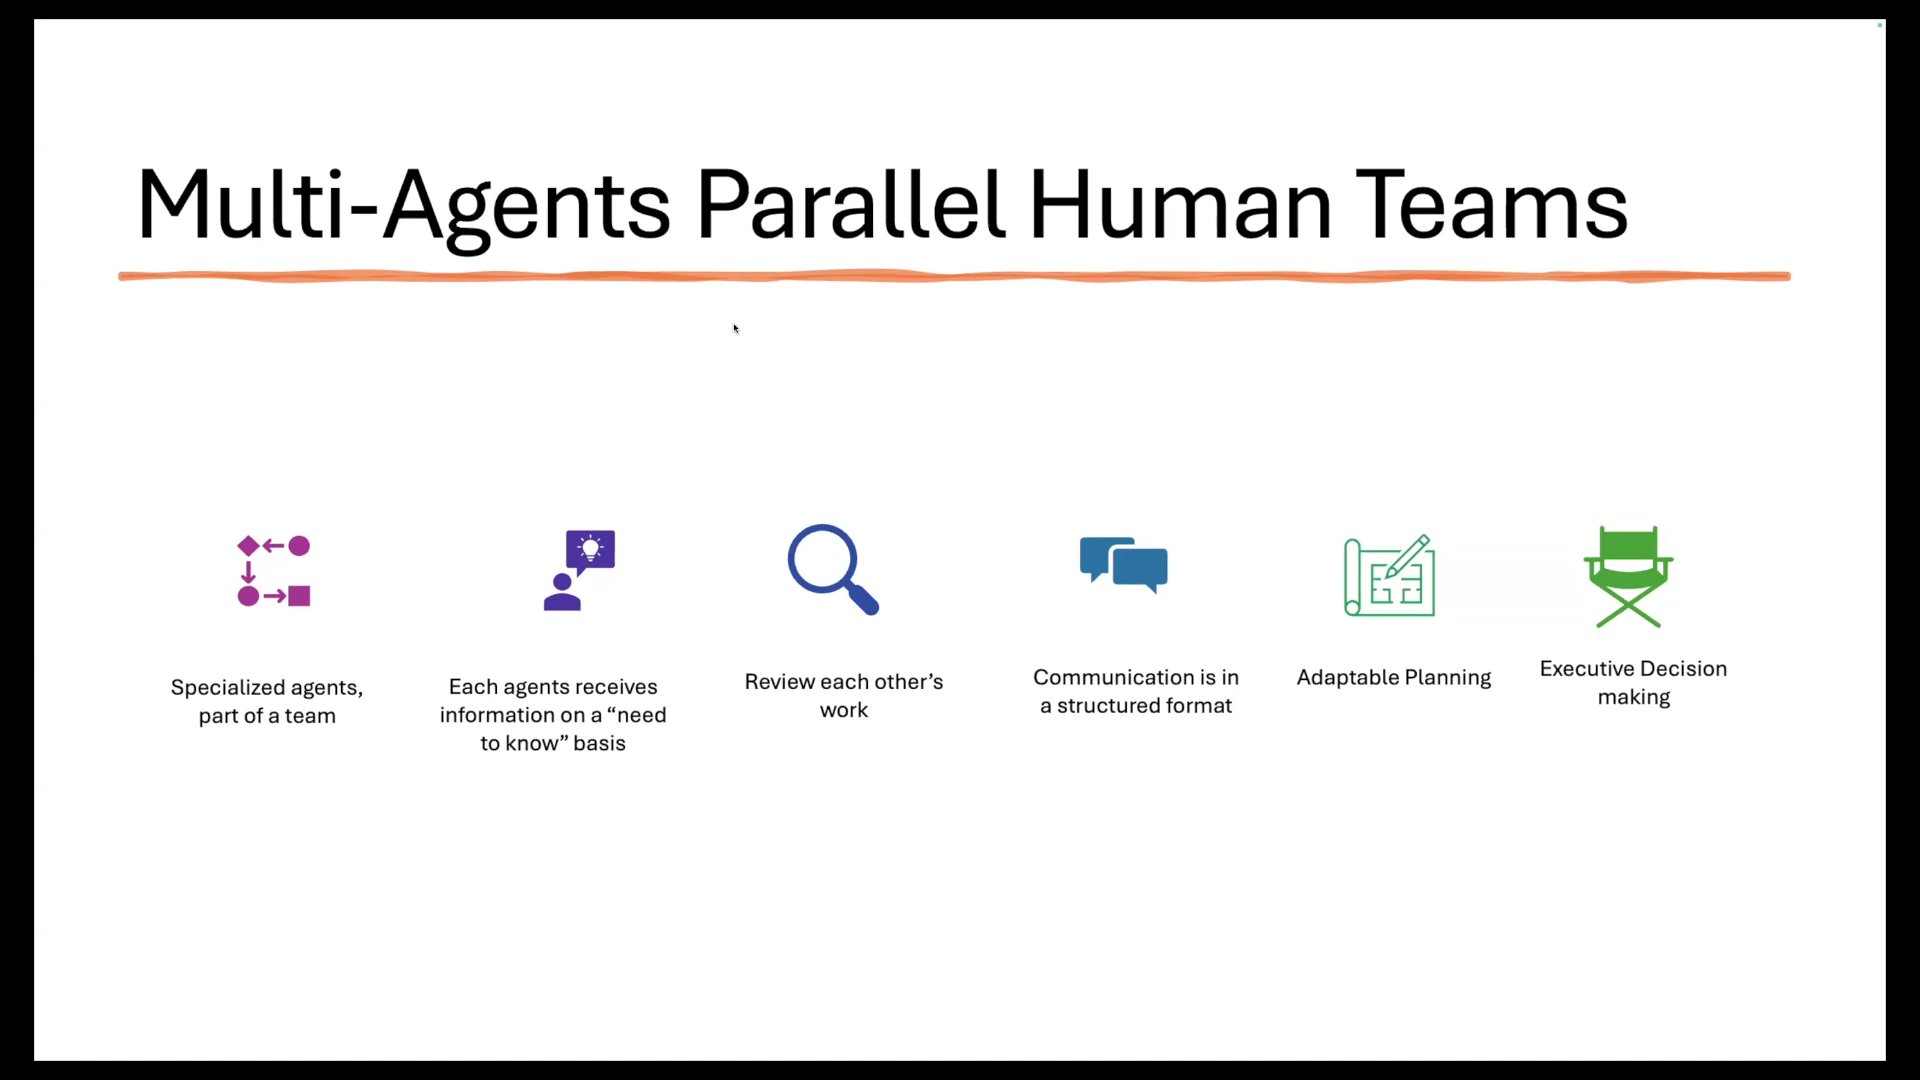 Multi-Agents Parallel Human Teams
Specialized agents,
part of a team
Each agents receives
information on a “need
to know” basis
Review each other’s
work
Communication is in
a structured format
Adaptable Planning
Executive Decision
making